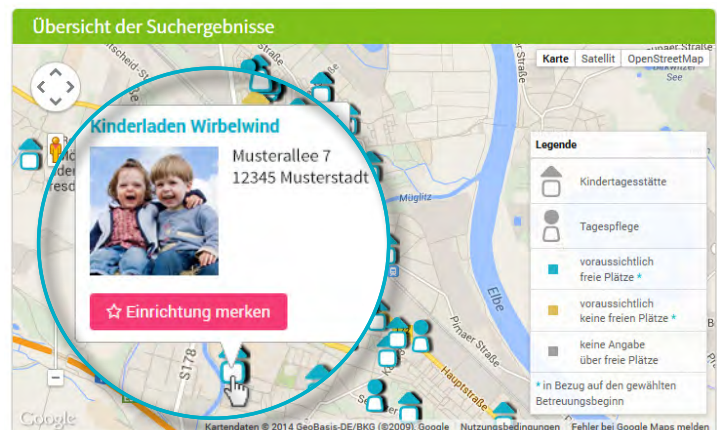 Übersicht der Suchergebnisse
Karte Satellit OpenStreetMap
See
Kinderladen Wirbelwind
Musterallee 7
12345 Musterstadt
Einrichtung merken
Müglitz
Elbe
Pirnaer Straße
Hauptstraße
S178
Legende
Kindertagesstätte
Tagespflege
voraussichtlich
freie Plätze *
voraussichtlich
keine freien Plätze *
keine Angabe
über freie Plätze
* in Bezug auf den gewählten
Betreuungsbeginn
Google
Kartendaten © 2014 GeoBasis-DE/BKG (©2009), Google Nutzungsbedingungen Fehler bei Google Maps melden